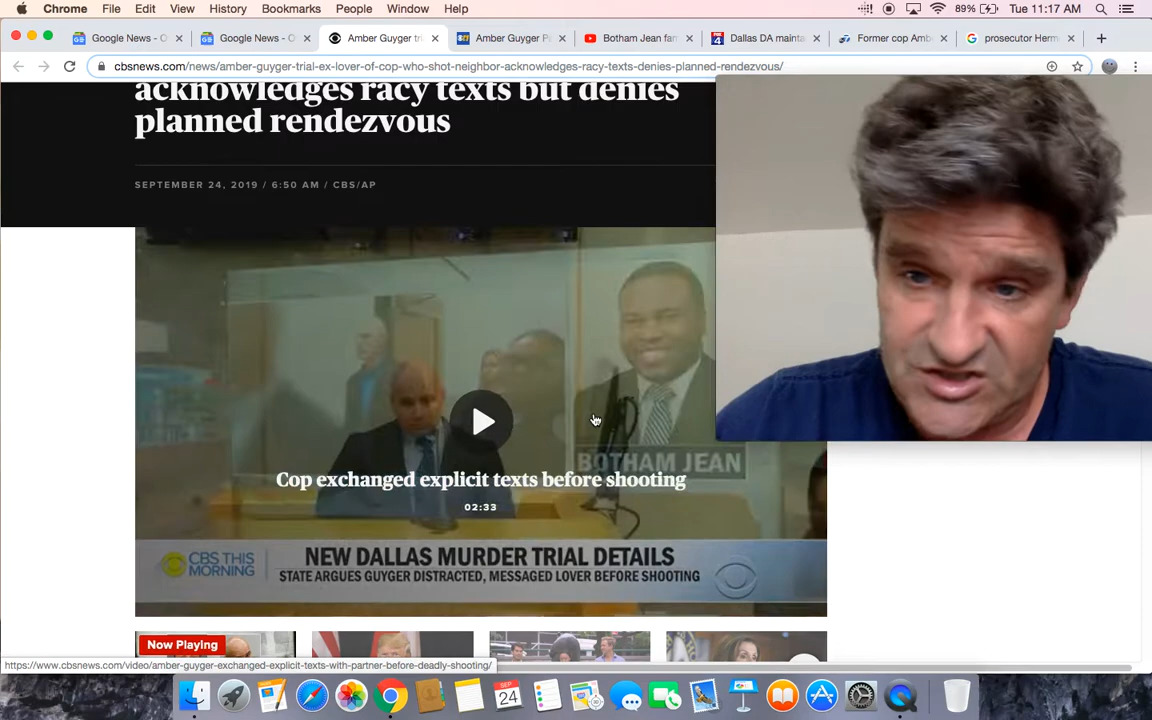 Chrome File Edit View History Bookmarks People Window Help 89% Tue 11:17 AM
Google News - O Google News - O Amber Guyger tri Amber Guyger P Botham Jean fam Dallas DA mainta Former cop Amb prosecutor Herm
cbsnews.com/news/amber-guyger-trial-ex-lover-of-cop-who-shot-neighbor-acknowledges-racy-texts-denies-planned-rendezvous/
acknowledges racy texts but denies
planned rendezvous
SEPTEMBER 24, 2019 / 6:50 AM / CBS/AP
BOTHAM JEAN
Cop exchanged explicit texts before shooting
02:33
CBS THIS
MORNING
NEW DALLAS MURDER TRIAL DETAILS
STATE ARGUES GUYGER DISTRACTED, MESSAGED LOVER BEFORE SHOOTING
Now Playing
https://www.cbsnews.com/video/amber-guyger-exchanged-explicit-texts-with-partner-before-deadly-shooting/
SEP
24